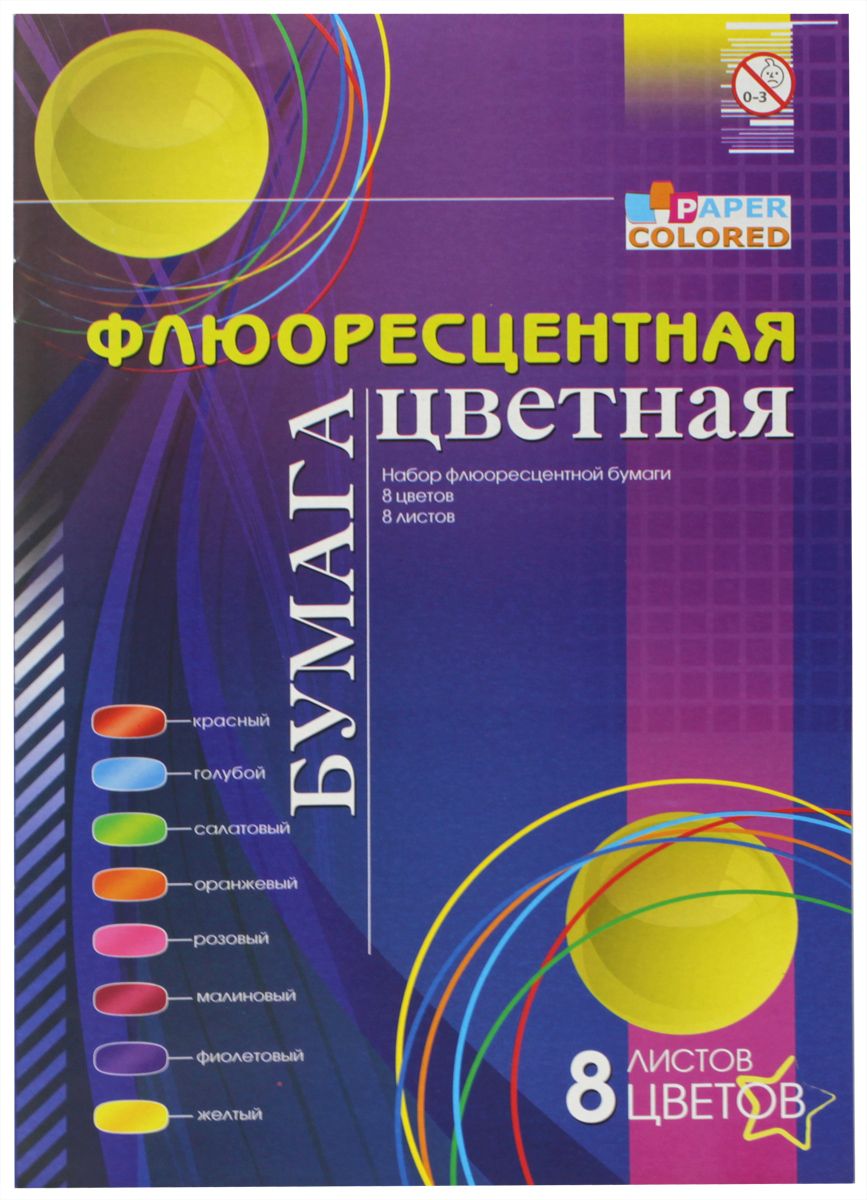 0-3
PAPER
COLORED
ФЛЮОРЕСЦЕНТНАЯ
цветная
БУМАГА
Набор флюоресцентной бумаги
8 цветов
8 листов
красный
голубой
салатовый
оранжевый
розовый
малиновый
фиолетовый
желтый
8 ЛИСТОВ
ЦВЕТОВ